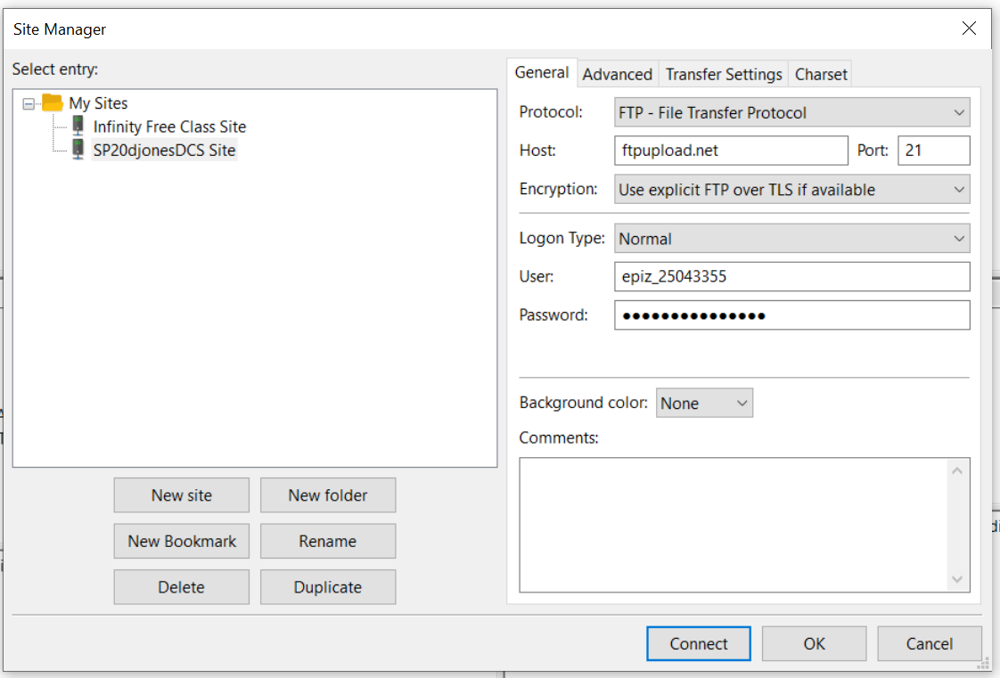 Site Manager
Select entry:
My Sites
Infinity Free Class Site
SP20djonesDCS Site
New site
New folder
New Bookmark
Rename
Delete
Duplicate
General
Advanced
Transfer Settings
Charset
Protocol:
FTP - File Transfer Protocol
Host:
ftpupload.net
Port:
21
Encryption:
Use explicit FTP over TLS if available
Logon Type:
Normal
User:
epiz_25043355
Password:
●●●●●●●●●●●●●●●
Background color:
None
Comments:
Connect
OK
Cancel